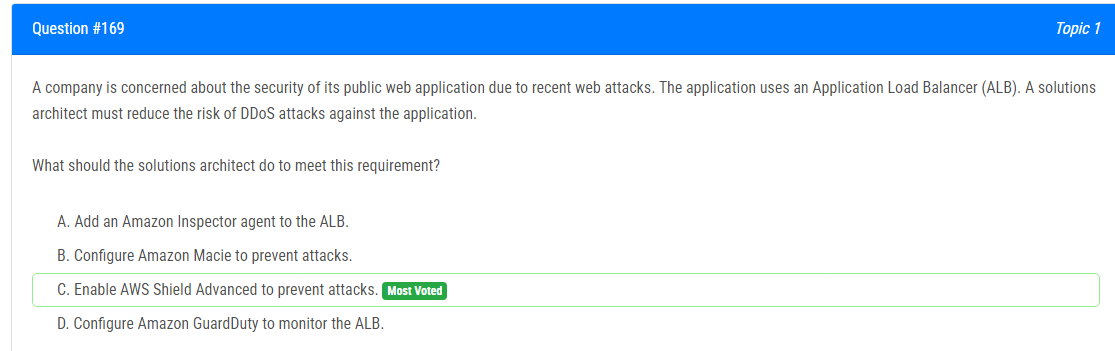 Question #169
Topic 1
A company is concerned about the security of its public web application due to recent web attacks. The application uses an Application Load Balancer (ALB). A solutions
architect must reduce the risk of DDoS attacks against the application.
What should the solutions architect do to meet this requirement?
A. Add an Amazon Inspector agent to the ALB.
B. Configure Amazon Macie to prevent attacks.
C. Enable AWS Shield Advanced to prevent attacks. Most Voted
D. Configure Amazon GuardDuty to monitor the ALB.